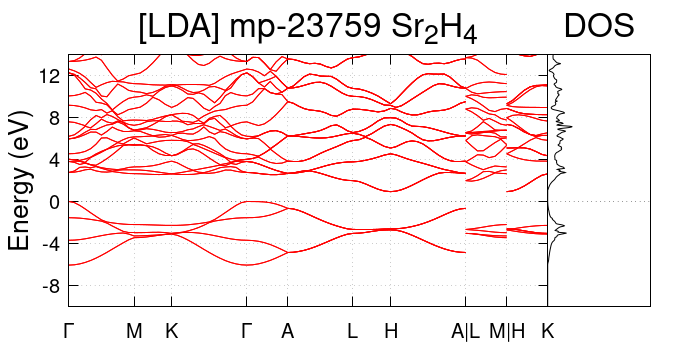 [LDA] mp-23759 Sr₂H₄
DOS
Energy (eV)
12
8
4
0
-4
-8
Γ M K Γ A L H A|L M|H K